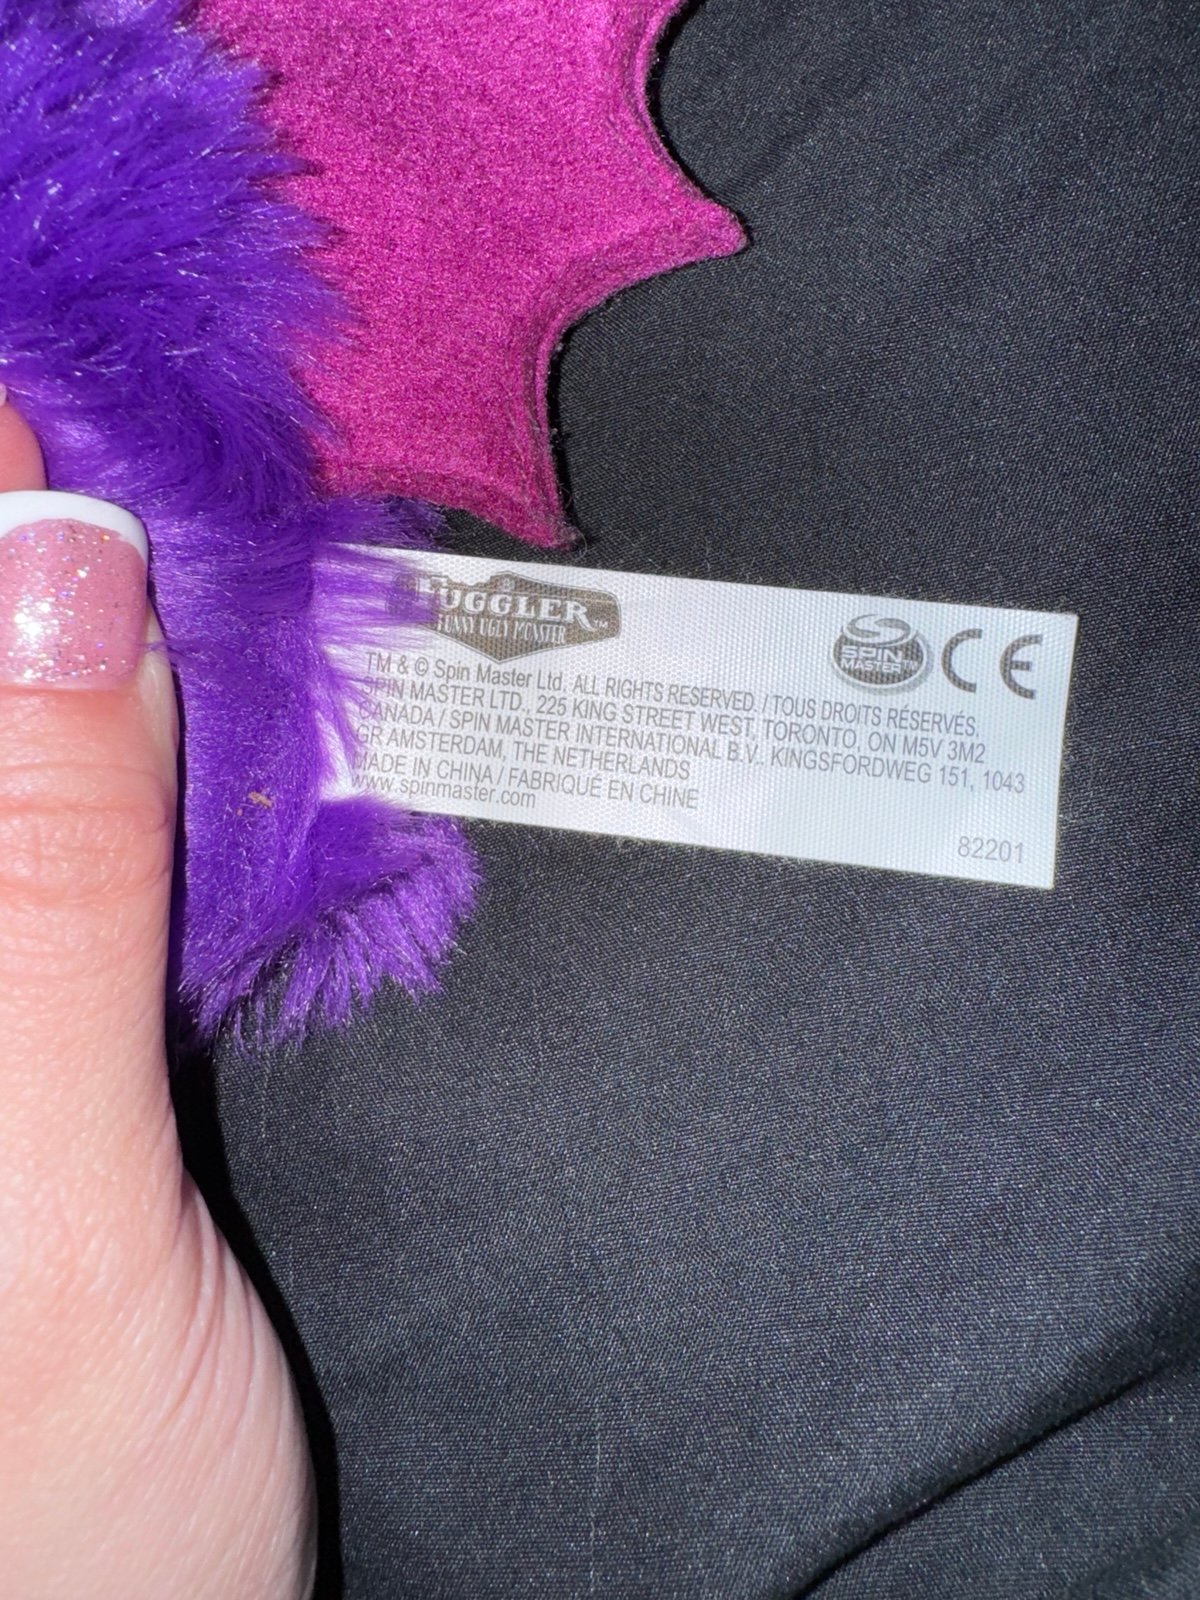 FUGGLER™
FUNNY UGLY MONSTER
SPIN MASTER™
CE
TM & © Spin Master Ltd. ALL RIGHTS RESERVED. / TOUS DROITS RÉSERVÉS.
SPIN MASTER LTD., 225 KING STREET WEST, TORONTO, ON M5V 3M2
CANADA / SPIN MASTER INTERNATIONAL B.V., KINGSFORDWEG 151, 1043
GR AMSTERDAM, THE NETHERLANDS
MADE IN CHINA / FABRIQUÉ EN CHINE
www.spinmaster.com
82201